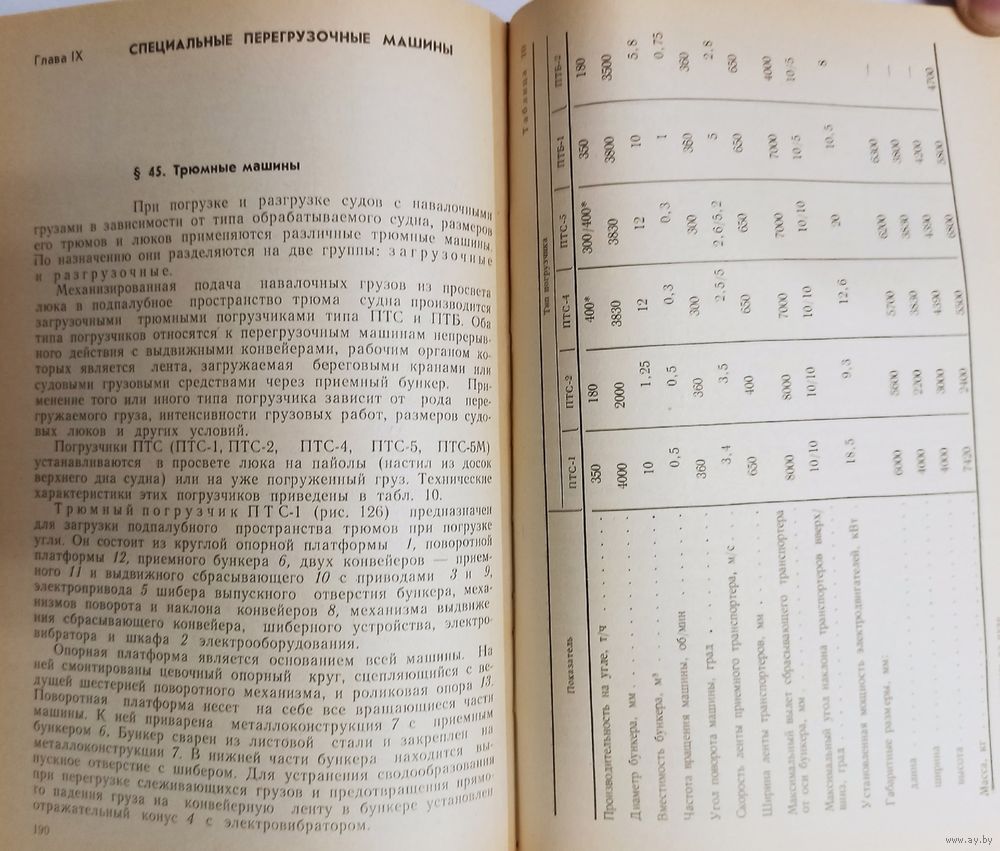 Глава IX СПЕЦИАЛЬНЫЕ ПЕРЕГРУЗОЧНЫЕ МАШИНЫ
§ 45. Трюмные машины
При погрузке и разгрузке судов с навалочными
грузами в зависимости от типа обрабатываемого судна, размеров
его трюмов и люков применяются различные трюмные машины.
По назначению они разделяются на две группы: загрузочные
и разгрузочные.
Механизированная подача навалочных грузов из просвета
люка в подпалубное пространство трюма судна производится
загрузочными трюмными погрузчиками типа ПТС и ПТБ. Оба
типа погрузчиков относятся к перегрузочным машинам непрерыв-
ного действия с выдвижными конвейерами, рабочим органом ко-
торых является лента, загружаемая береговыми кранами или
судовыми грузовыми средствами через приемный бункер. При-
менение того или иного типа погрузчика зависит от рода пере-
гружаемого груза, интенсивности грузовых работ, размеров судо-
вых люков и других условий.
Погрузчики ПТС (ПТС-1, ПТС-2, ПТС-4, ПТС-5, ПТС-5М)
устанавливаются в просвете люка на пайолы (настил из досок
верхнего дна судна) или на уже погруженный груз. Технические
характеристики этих погрузчиков приведены в табл. 10.
Трюмный погрузчик ПТС-1 (рис. 126) предназначен
для загрузки подпалубного пространства трюмов при погрузке
угля. Он состоит из круглой опорной платформы 1, поворотной
платформы 12, приемного бункера 6, двух конвейеров — прием-
ного 11 и выдвижного сбрасывающего 10 с приводами 3 и 9,
электропривода 5 шибера выпускного отверстия бункера, меха-
низмов поворота и наклона конвейеров 8, механизма выдвиже-
ния сбрасывающего конвейера, шиберного устройства, электро-
вибратора и шкафа 2 электрооборудования.
Опорная платформа является основанием всей машины. На
ней смонтированы цевочный опорный круг, сцепляющийся с ве-
дущей шестерней поворотного механизма, и роликовая опора 13.
Поворотная платформа несет на себе все вращающиеся части
машины. К ней приварена металлоконструкция 7 с приемным
бункером 6. Бункер сварен из листовой стали и закреплен на
металлоконструкции 7. В нижней части бункера находится вы-
пускное отверстие с шибером. Для устранения сводообразования
при перегрузке слеживающихся грузов и предотвращения прямо-
го падения груза на конвейерную ленту в бункере установлен
отражательный конус 4 с электровибратором.
190
Таблица 10
Показатель Тип погрузчика
ПТС-1 ПТС-2 ПТС-4 ПТС-5 ПТБ-1 ПТБ-2
Производительность на угле, т/ч 350 180 400* 300/400* 350 180
Диаметр бункера, мм 4000 2000 3830 3830 3800 3500
Вместимость бункера, м³ 10 1,25 12 12 10 5,8
Частота вращения машины, об/мин 0,5 0,5 0,3 0,3 1 0,75
Угол поворота машины, град 360 360 300 300 360 360
Скорость ленты приемного транспортера, м/с 3,4 3,5 2,5/5 2,6/5,2 5 2,8
Ширина ленты транспортеров, мм 650 400 650 650 650 650
Максимальный вылет сбрасывающего транспортера
от оси бункера, мм 8000 8000 7000 7000 7000 4000
Максимальный угол наклона транспортеров вверх/
вниз, град 10/10 10/10 10/10 10/10 10/5 10/5
Установленная мощность электродвигателей, кВт 18,5 9,3 12,6 20 10,5 8
Габаритные размеры, мм:
длина 6000 5600 5700 6200 6300 —
ширина 4000 2200 3830 3830 3800 —
высота 4000 3000 4390 4390 4200 —
Масса, кг 7420 2400 5500 6800 5800 4700
www.ay.by